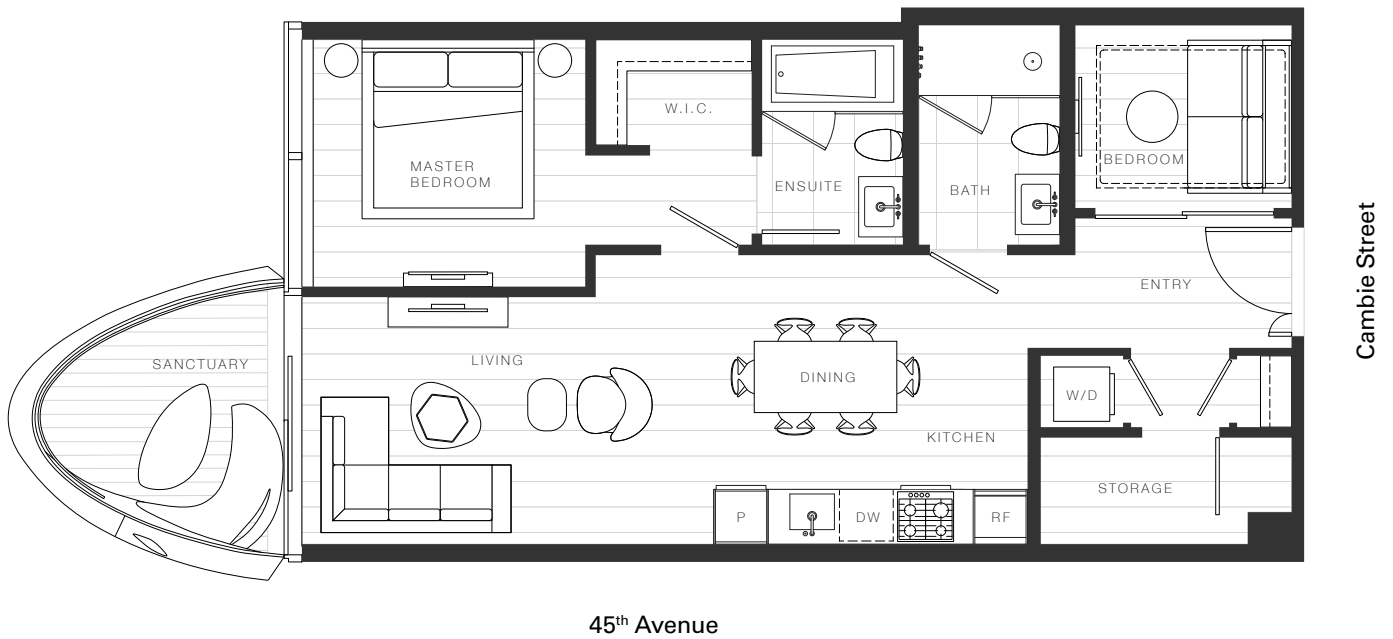 W.I.C.
MASTER
BEDROOM
ENSUITE
BATH
BEDROOM
ENTRY
SANCTUARY
LIVING
DINING
W/D
KITCHEN
STORAGE
P
DW
RF
Cambie Street
45th Avenue